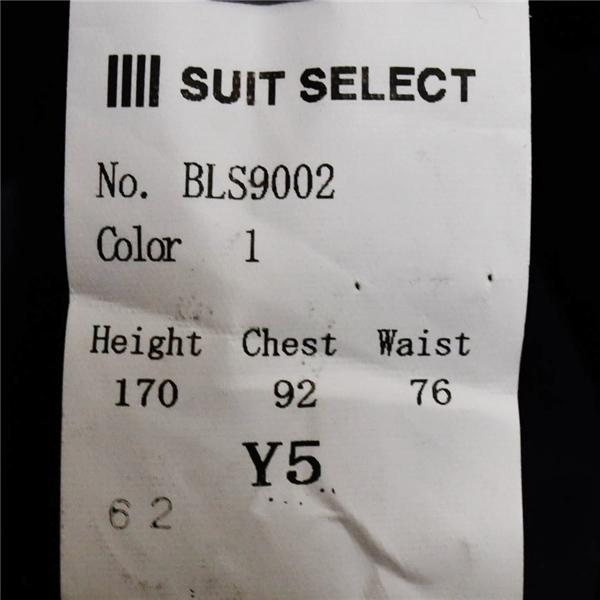 SUIT SELECT
No. BLS9002
Color 1
Height Chest Waist
170 92 76
Y5
62